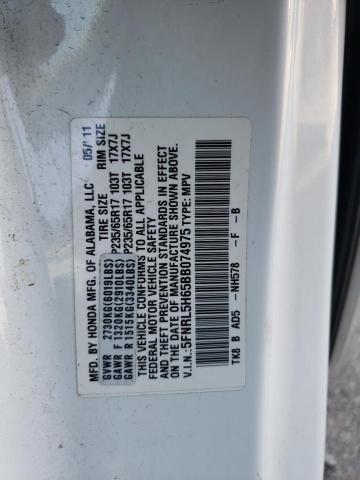 MFD. BY HONDA MFG. OF ALABAMA, LLC 05/ 11
TIRE SIZE RIM SIZE
GVWR 2730KG(6019LBS)
GAWR F 1320KG(2910LBS) P235/65R17 103T 17X7J
GAWR R 1515KG(3340LBS) P235/65R17 103T 17X7J
THIS VEHICLE CONFORMS TO ALL APPLICABLE
FEDERAL MOTOR VEHICLE SAFETY
AND THEFT PREVENTION STANDARDS IN EFFECT
ON THE DATE OF MANUFACTURE SHOWN ABOVE.
V.I.N.: 5FNRL5H65BB074975 TYPE: MPV
TK8 B AD5 -NH578 -F -B